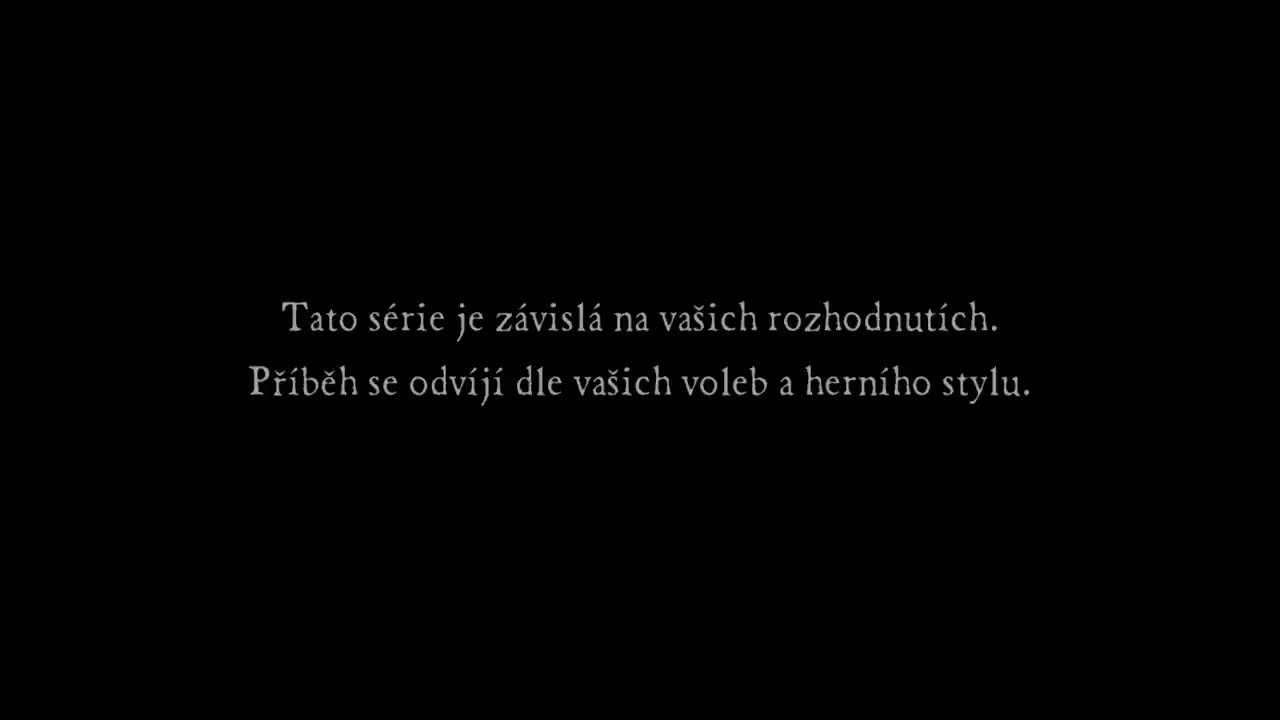 Tato série je závislá na vašich rozhodnutích.
Příběh se odvíjí dle vašich voleb a herního stylu.